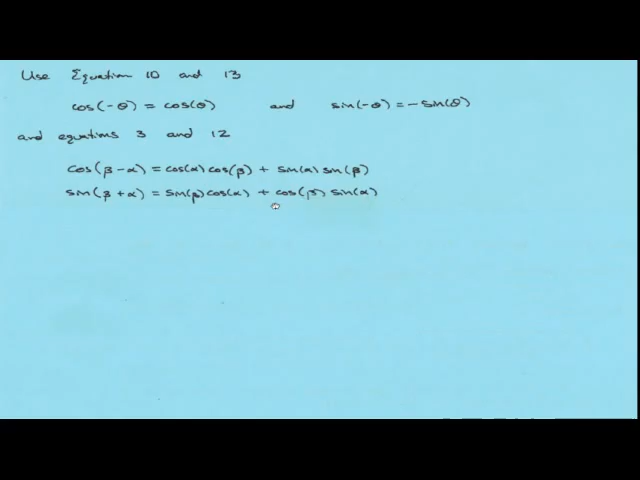 Use Equation 10 and 13
cos(-θ) = cos(θ) and sin(-θ) = -sin(θ)
and equations 3 and 12
cos(β-α) = cos(α) cos(β) + sin(α) sin(β)
sin(β+α) = sin(β) cos(α) + cos(β) sin(α)